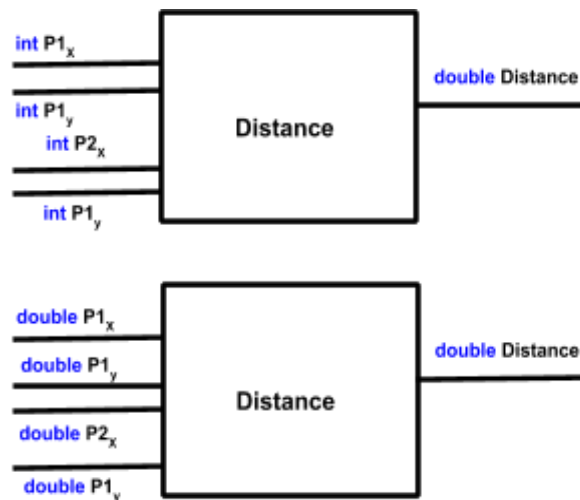 int P1x
double Distance
int P1y
Distance
int P2x
int P1y
double P1x
double P1y
double Distance
Distance
double P2x
double P1y